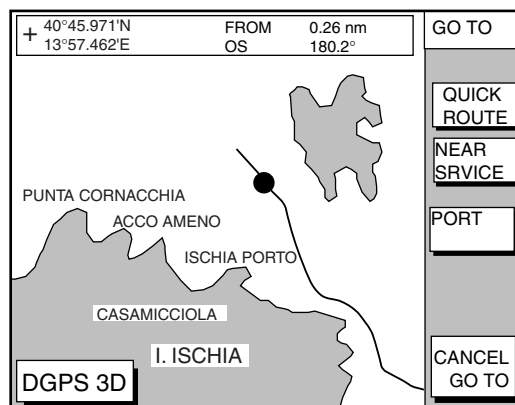 + 40°45.971'N FROM 0.26 nm
13°57.462'E OS 180.2°
GO TO
QUICK
ROUTE
NEAR
SRVICE
PORT
PUNTA CORNACCHIA
ACCO AMENO
ISCHIA PORTO
CASAMICCIOLA
I. ISCHIA
DGPS 3D
CANCEL
GO TO